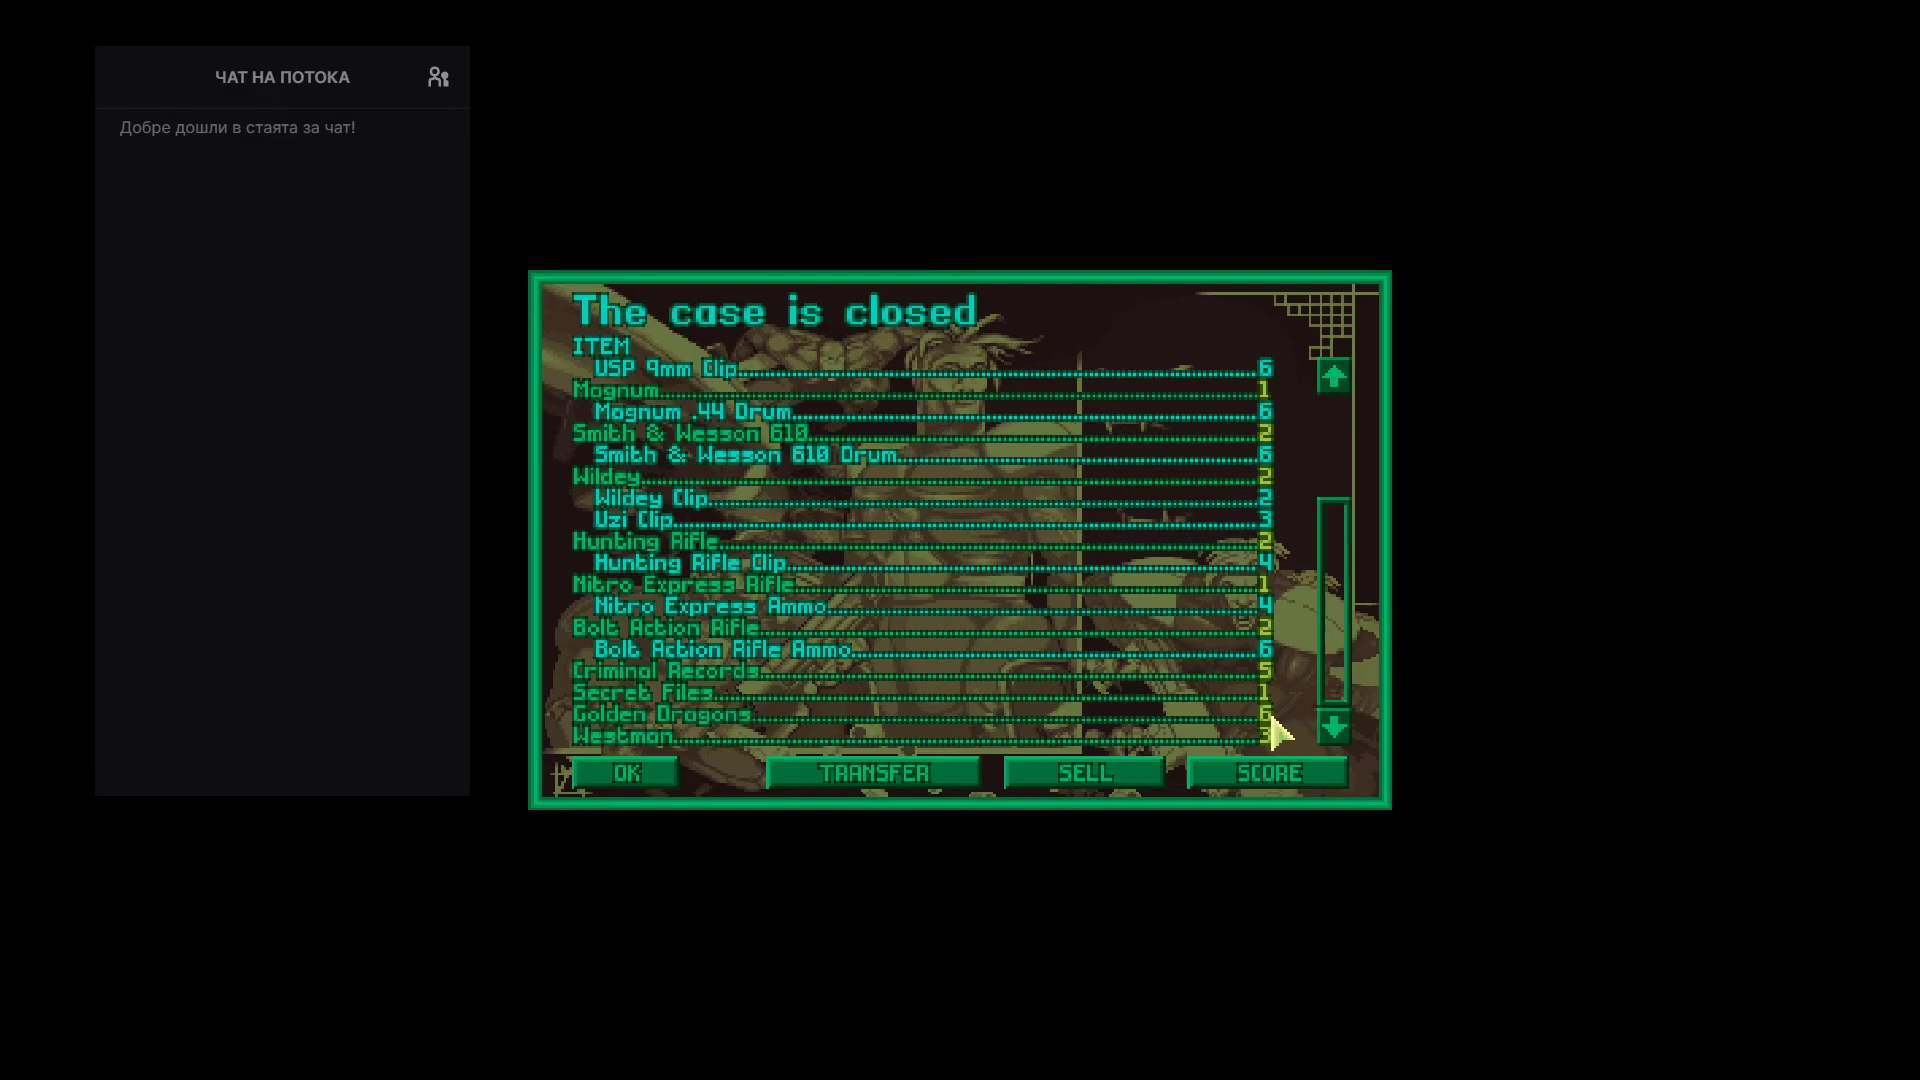 ЧАТ НА ПОТОКА
Добре дошли в стаята за чат!
The case is closed
ITEM
USP 9mm Clip 6
Magnum 1
Magnum .44 Drum 6
Smith & Wesson 610 2
Smith & Wesson 610 Drum 6
Wildey 2
Wildey Clip 2
Uzi Clip 3
Hunting Rifle 2
Hunting Rifle Clip 4
Nitro Express Rifle 1
Nitro Express Ammo 4
Bolt Action Rifle 2
Bolt Action Rifle Ammo 6
Criminal Records 5
Secret Files 1
Golden Dragons 6
Westman 3
OK TRANSFER SELL SCORE